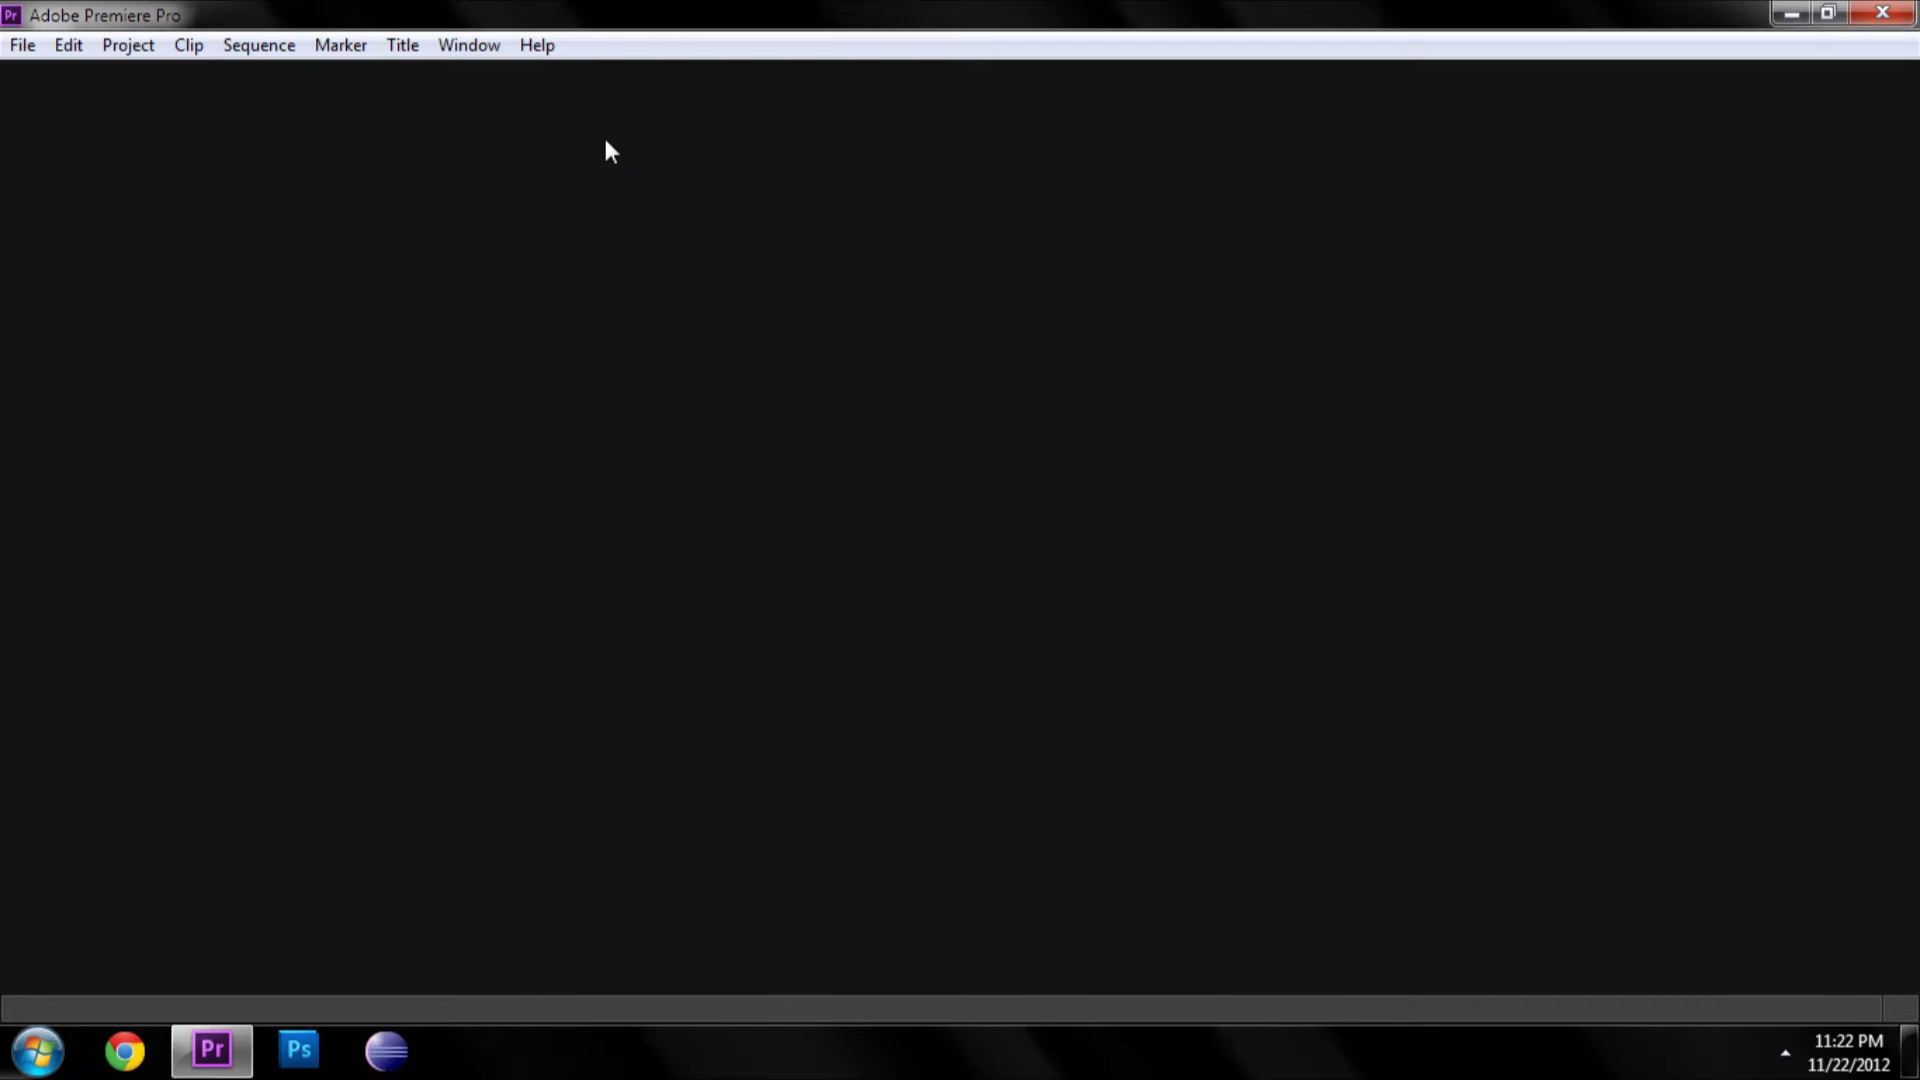 Pr Adobe Premiere Pro
File Edit Project Clip Sequence Marker Title Window Help
Pr Ps
11:22 PM
11/22/2012